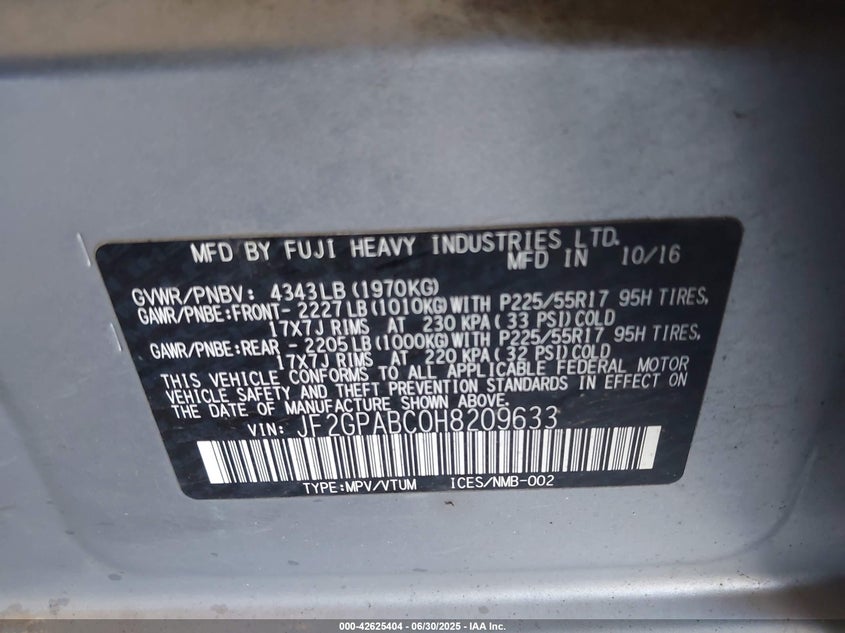 MFD BY FUJI HEAVY INDUSTRIES LTD.
MFD IN 10/16
GVWR/PNBV: 4343LB (1970KG)
GAWR/PNBE:FRONT- 2227LB (1010KG) WITH P225/55R17 95H TIRES,
17X7J RIMS AT 230 KPA (33 PSI) COLD
GAWR/PNBE:REAR - 2205LB (1000KG) WITH P225/55R17 95H TIRES,
17X7J RIMS AT 220 KPA (32 PSI) COLD
THIS VEHICLE CONFORMS TO ALL APPLICABLE FEDERAL MOTOR
VEHICLE SAFETY AND THEFT PREVENTION STANDARDS IN EFFECT ON
THE DATE OF MANUFACTURE SHOWN ABOVE.
VIN: JF2GPABC0H8209633
TYPE:MPV/VTUM ICES/NMB-002
000-42625404 - 06/30/2025 - IAA Inc.